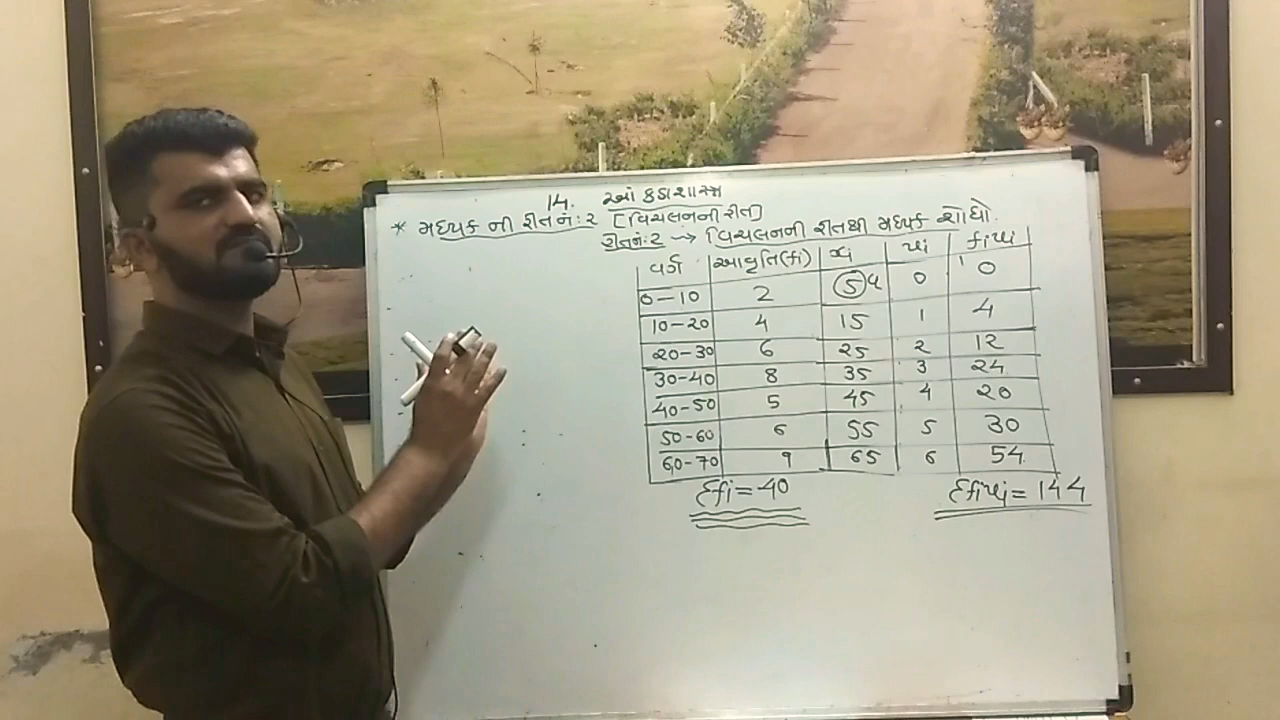 14. આંકડાશાસ્ત્ર
* મધ્યક ની રીત નં:૨ [વિચલનની રીત]
રીત નં:૨ → વિચલનની રીતથી મધ્યક શોધો.
વર્ગ આવૃતિ(fi) xi ui fiui
0-10 2 5 a 0 0
10-20 4 15 1 4
20-30 6 25 2 12
30-40 8 35 3 24
40-50 5 45 4 20
50-60 6 55 5 30
60-70 9 65 6 54
Σfi = 40 Σfiui = 144